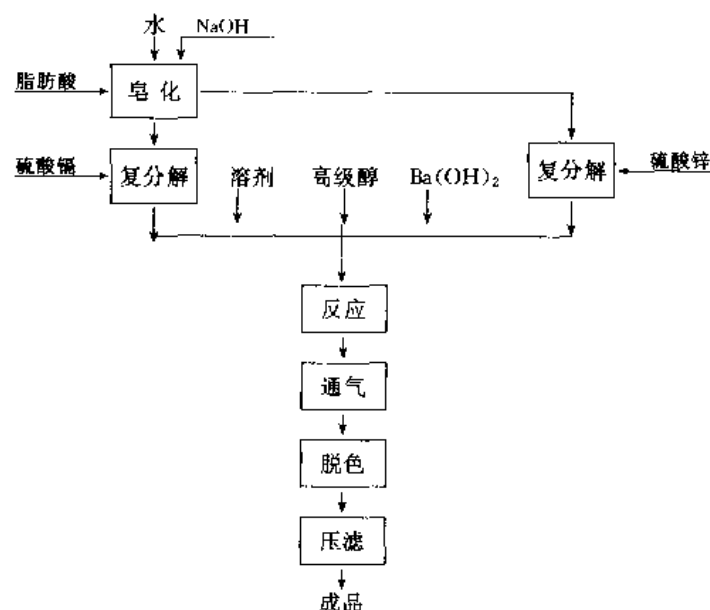 水 NaOH
脂肪酸 皂化
硫酸镉 复分解 溶剂 高级醇 Ba(OH)₂ 复分解 硫酸锌
反应
通气
脱色
压滤
成品